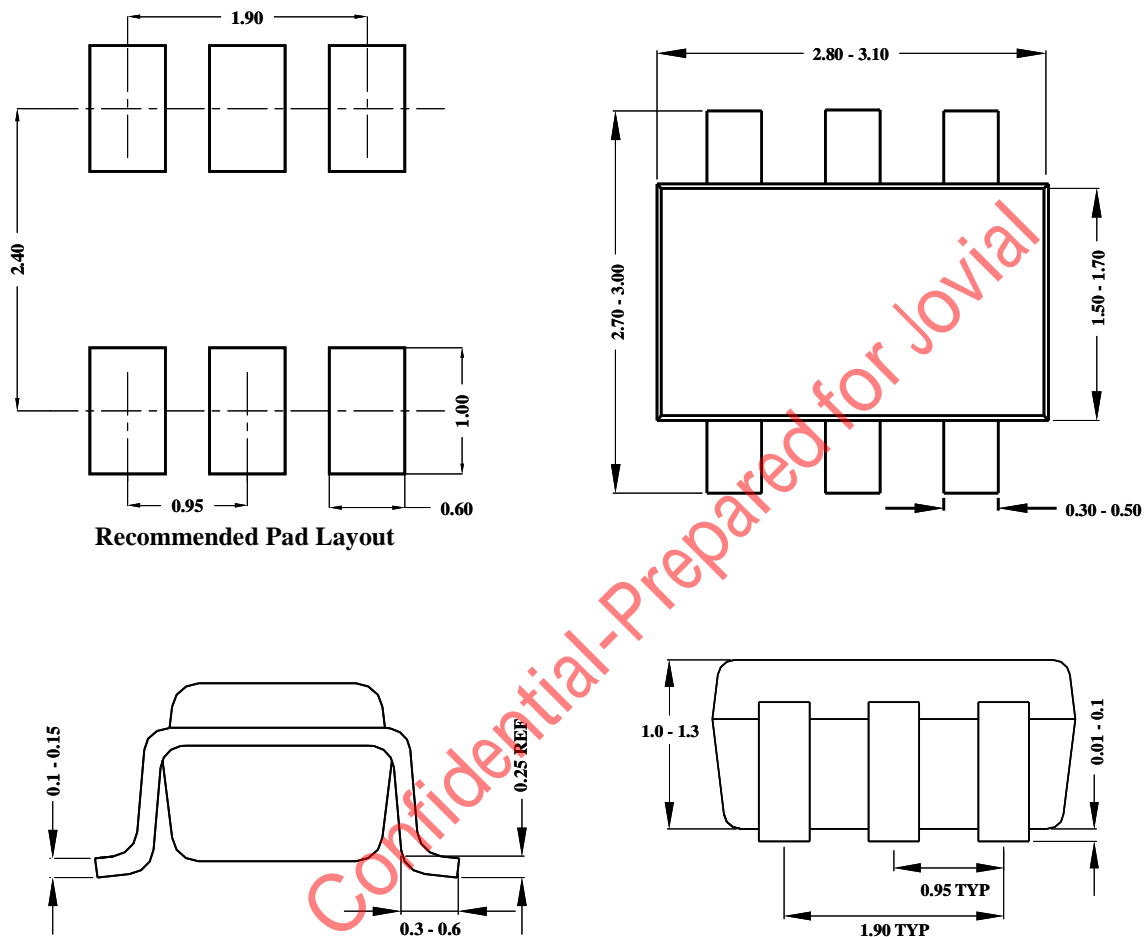 1.90
2.40
1.00
0.95
0.60
Recommended Pad Layout
2.80 - 3.10
2.70 - 3.00
1.50 - 1.70
0.30 - 0.50
0.1 - 0.15
0.25 REF
0.3 - 0.6
1.0 - 1.3
0.01 - 0.1
0.95 TYP
1.90 TYP
Confidential-Prepared for Jovial